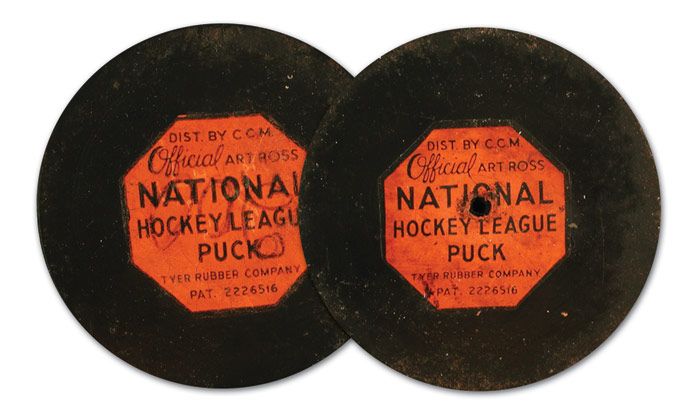 DIST. BY C.C.M.
Official ART ROSS
NATIONAL
HOCKEY LEAGU
PUCK
TYER RUBBER COMPANY
PAT. 2226516
DIST. BY C.C.M.
Official ART ROSS
NATIONAL
HOCKEY LEAGUE
PUCK
TYER RUBBER COMPANY
PAT. 2226516